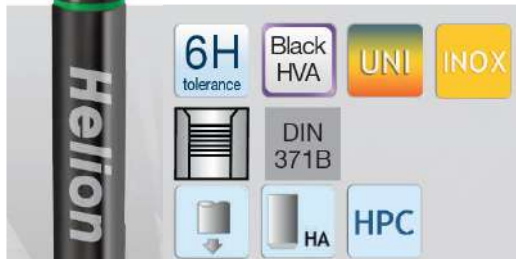 Helion
6H
tolerance
Black
HVA
UNI
INOX
DIN
371B
HA
HPC